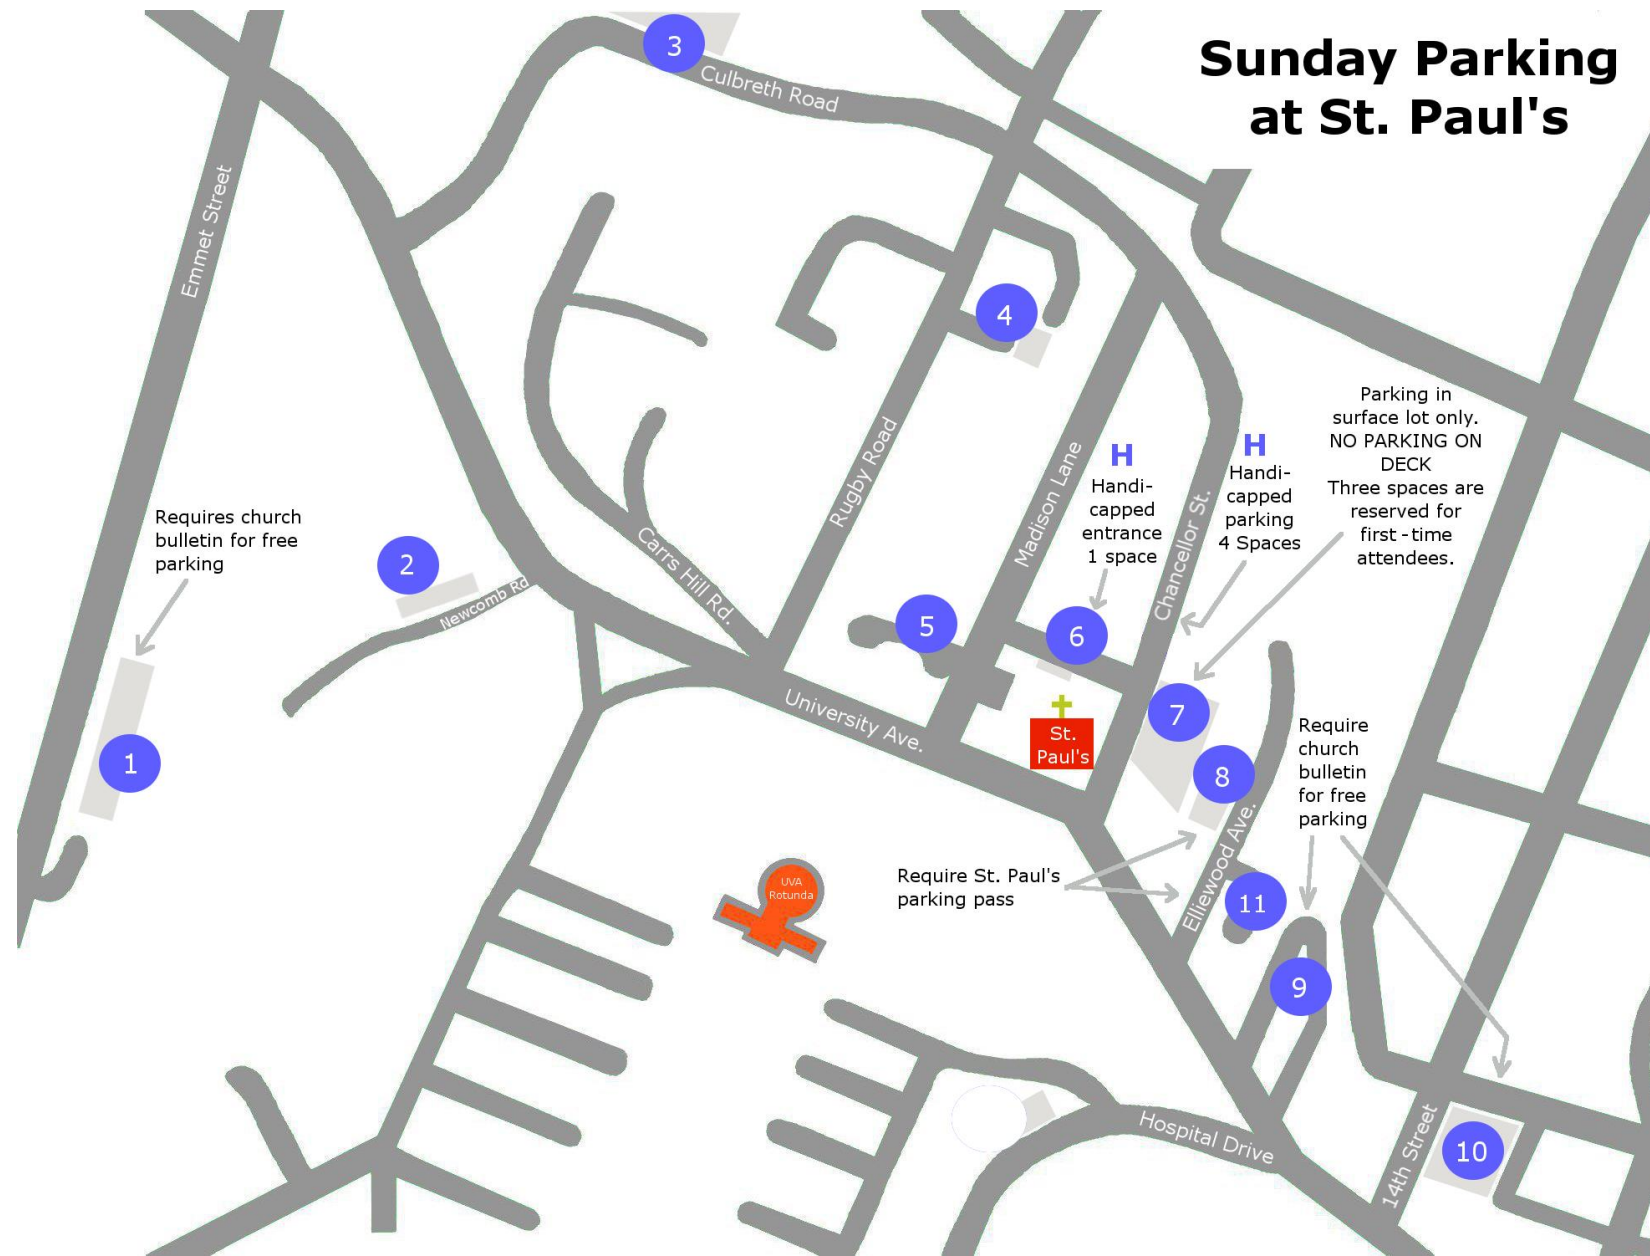 Sunday Parking
at St. Paul's
3
Culbreth Road
Emmet Street
4
Parking in
surface lot only.
NO PARKING ON
DECK
Three spaces are
reserved for
first-time
attendees.
H
Handi-
capped
entrance
1 space
H
Handi-
capped
parking
4 Spaces
Rugby Road
Madison Lane
Chancellor St.
Requires church
bulletin for free
parking
2
Newcomb Rd
Carrs Hill Rd.
5
6
7
University Ave.
St.
Paul's
1
8
Require
church
bulletin
for free
parking
Require St. Paul's
parking pass
Elliewood Ave.
UVA
Rotunda
11
9
Hospital Drive
14th Street
10